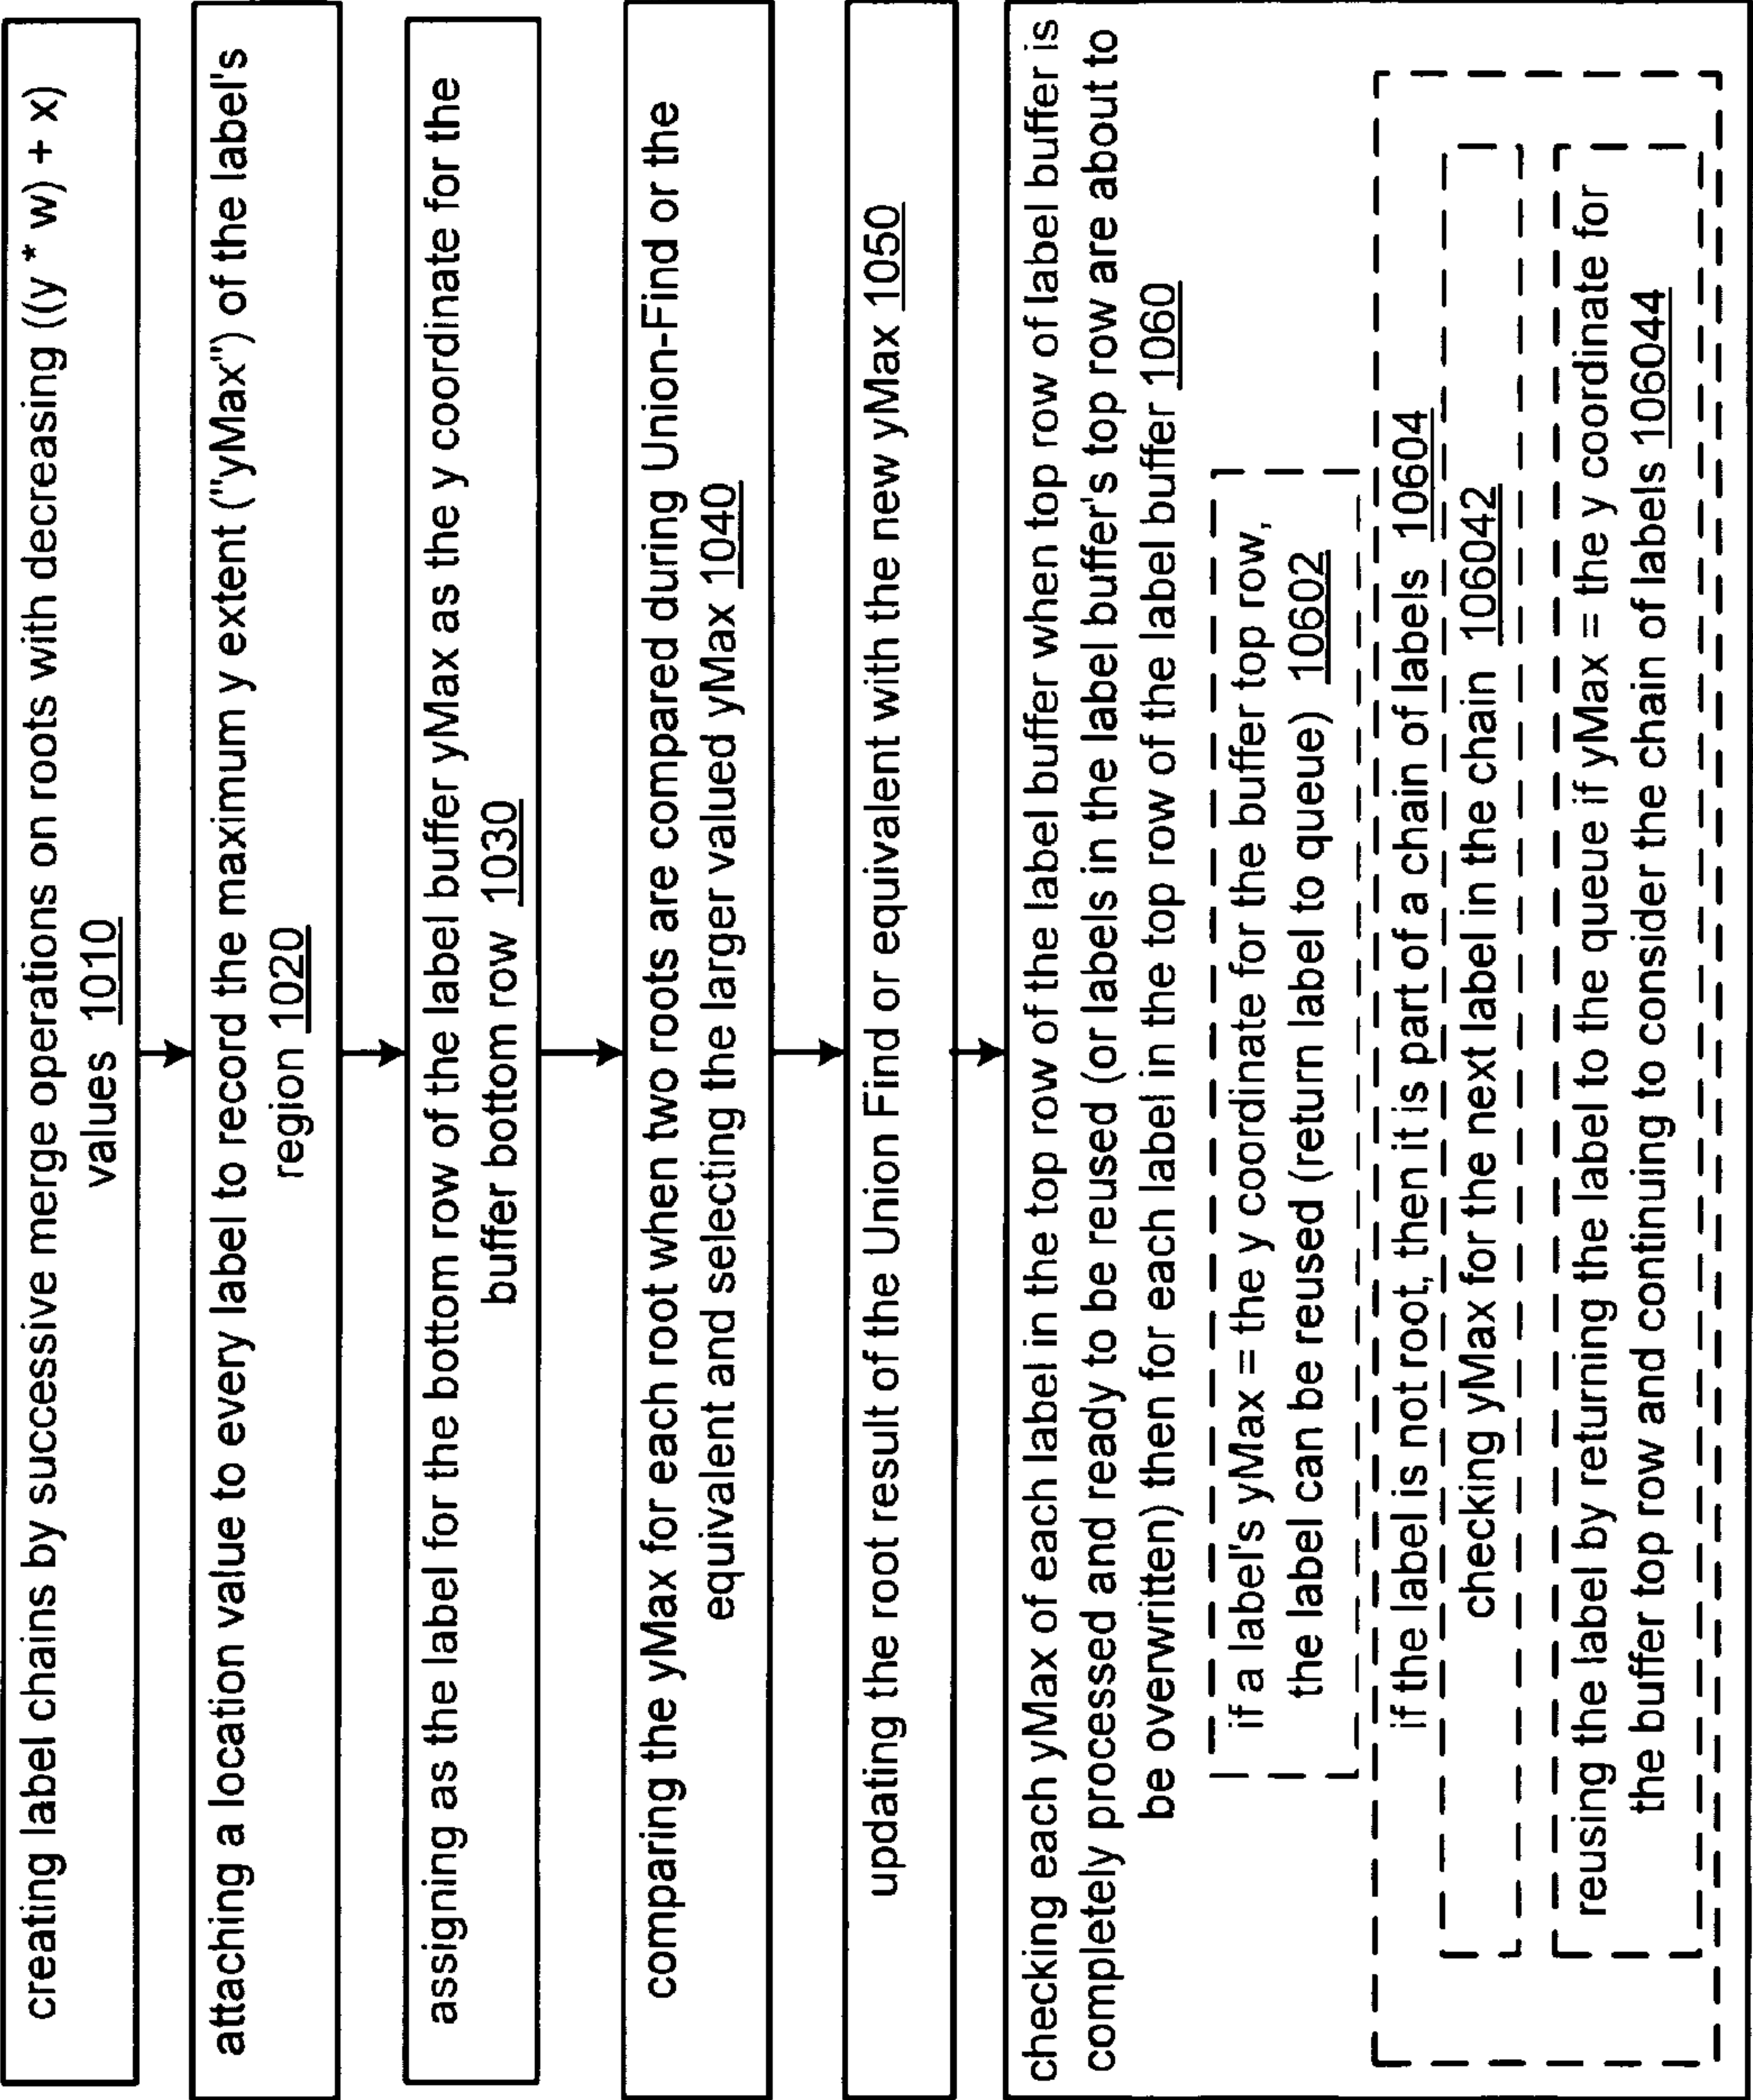 creating label chains by successive merge operations on roots with decreasing ((y * w) + x)
values 1010
attaching a location value to every label to record the maximum y extent ("yMax") of the label's
region 1020
assigning as the label for the bottom row of the label buffer yMax as the y coordinate for the
buffer bottom row 1030
comparing the yMax for each root when two roots are compared during Union-Find or the
equivalent and selecting the larger valued yMax 1040
updating the root result of the Union Find or equivalent with the new yMax 1050
checking each yMax of each label in the top row of the label buffer when top row of label buffer is
completely processed and ready to be reused (or labels in the label buffer's top row are about to
be overwritten) then for each label in the top row of the label buffer 1060
if a label's yMax = the y coordinate for the buffer top row,
the label can be reused (return label to queue) 10602
if the label is not root, then it is part of a chain of labels 10604
checking yMax for the next label in the chain 106042
reusing the label by returning the label to the queue if yMax = the y coordinate for
the buffer top row and continuing to consider the chain of labels 106044